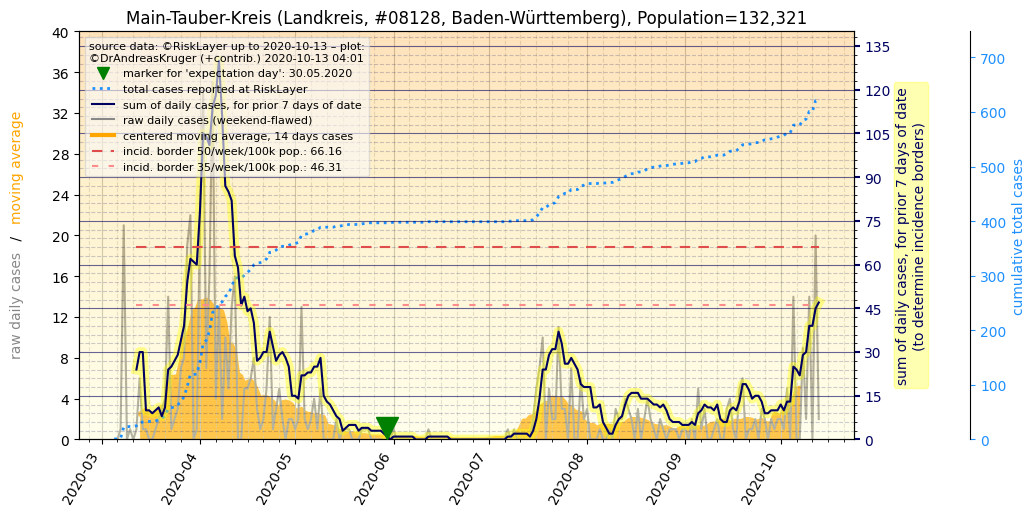 Main-Tauber-Kreis (Landkreis, #08128, Baden-Württemberg), Population=132,321
source data: ©RiskLayer up to 2020-10-13 – plot:
©DrAndreasKruger (+contrib.) 2020-10-13 04:01
marker for 'expectation day': 30.05.2020
total cases reported at RiskLayer
sum of daily cases, for prior 7 days of date
raw daily cases (weekend-flawed)
centered moving average, 14 days cases
incid. border 50/week/100k pop.: 66.16
incid. border 35/week/100k pop.: 46.31
raw daily cases / moving average
40
36
32
28
24
20
16
12
8
4
0
2020-03
2020-04
2020-05
2020-06
2020-07
2020-08
2020-09
2020-10
135
120
105
90
75
60
45
30
15
0
sum of daily cases, for prior 7 days of date
(to determine incidence borders)
700
600
500
400
300
200
100
0
cumulative total cases